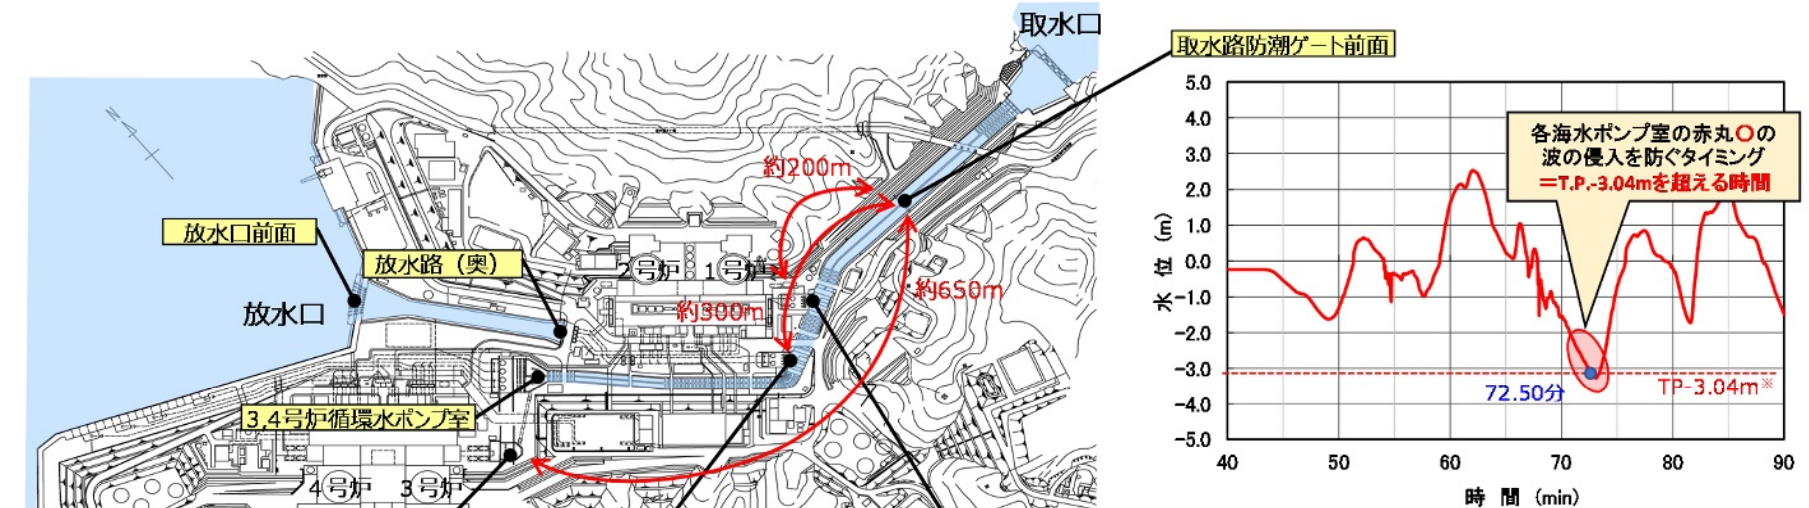 取水口
取水路防潮ゲート前面
約200m
放水口前面
放水路（奥）
2号炉
1号炉
約300m
約650m
放水口
3,4号炉循環水ポンプ室
4号炉
3号炉
N
各海水ポンプ室の赤丸〇の
波の侵入を防ぐタイミング
＝T.P.-3.04mを超える時間
5.0
4.0
3.0
2.0
1.0
0.0
-1.0
-2.0
-3.0
-4.0
-5.0
水位（m）
72.50分
TP-3.04m※
40 50 60 70 80 90
時 間 (min)